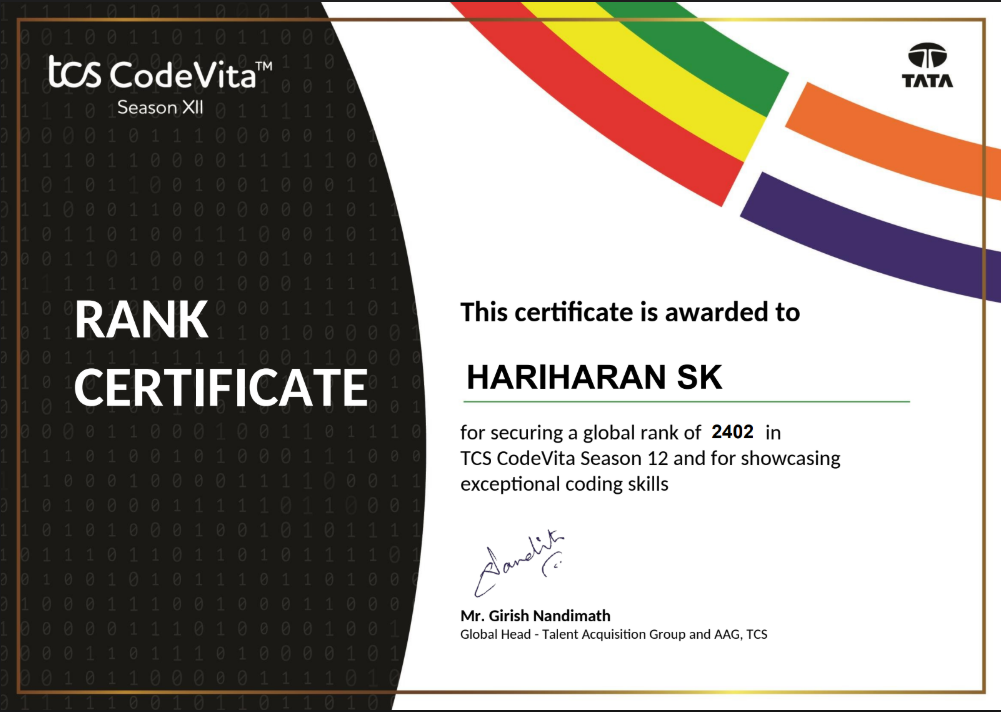 tcs CodeVita™
Season XII
TATA
RANK
CERTIFICATE
This certificate is awarded to
HARIHARAN SK
for securing a global rank of 2402 in
TCS CodeVita Season 12 and for showcasing
exceptional coding skills
Mr. Girish Nandimath
Global Head - Talent Acquisition Group and AAG, TCS